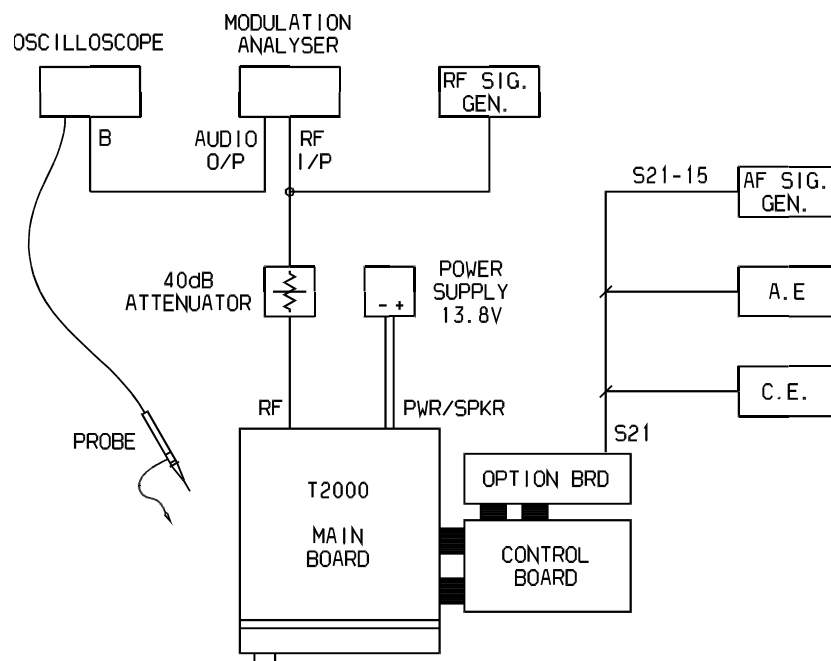 OSCILLOSCOPE
MODULATION
ANALYSER
RF SIG.
GEN.
B
AUDIO
O/P
RF
I/P
S21-15
AF SIG.
GEN.
40dB
ATTENUATOR
- +
POWER
SUPPLY
13.8V
A.E
C.E.
RF
PWR/SPKR
PROBE
S21
T2000
MAIN
BOARD
OPTION BRD
CONTROL
BOARD